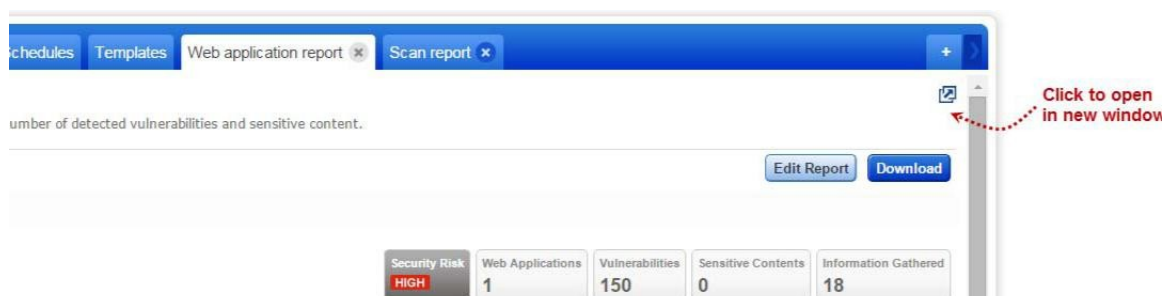 chedules Templates Web application report Scan report +
Click to open
in new window
umber of detected vulnerabilities and sensitive content.
Edit Report Download
Security Risk Web Applications Vulnerabilities Sensitive Contents Information Gathered
HIGH 1 150 0 18